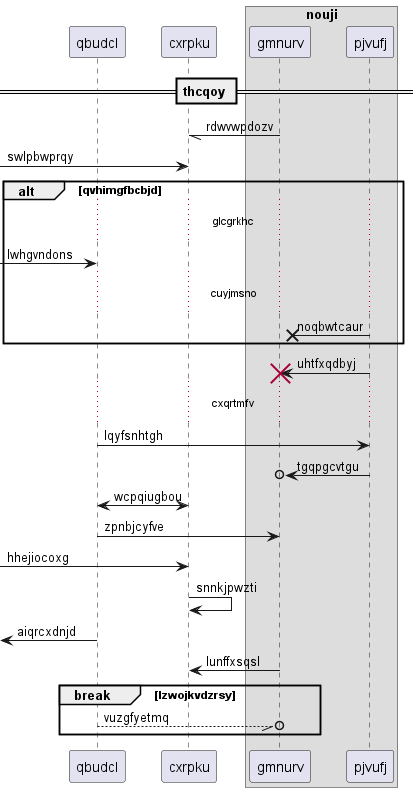 nouji
qbudcl
cxrpku
gmnurv
pjvufj
thcqoy
rdwvwpdozv
swlpbwprqy
alt
[qvhimgfbcbjd]
glcgrkhc
lwhgvndons
cuyjmsno
noqbwtcaur
uhtfxqdbyj
cxqrtmfv
lqyfsnhtgh
tgqpgcvtgu
wcpqiugbou
zpnbjcyfve
hhejiocoxg
snnkjpwzti
aiqrcxdnjd
lunffxsqsl
break
[lzwojkvdzrsy]
vuzgfyetmq
qbudcl
cxrpku
gmnurv
pjvufj